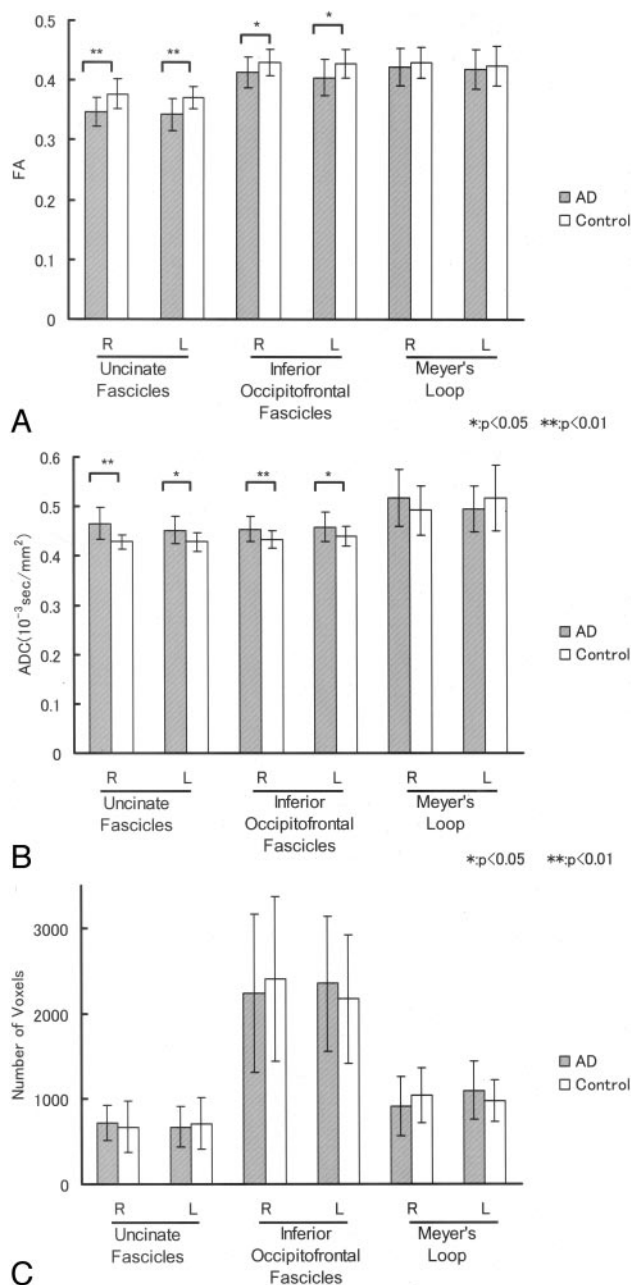 0.5
** ** * *
0.4
0.3
FA
0.2
0.1
0
AD
Control
R L R L R L
Uncinate Fascicles
Inferior Occipitofrontal Fascicles
Meyer's Loop
A
*:p<0.05 **:p<0.01
0.6
** * ** *
0.5
0.4
ADC(10⁻³sec/mm²)
0.3
0.2
0.1
0
AD
Control
R L R L R L
Uncinate Fascicles
Inferior Occipitofrontal Fascicles
Meyer's Loop
B
*:p<0.05 **:p<0.01
3000
Number of Voxels
2000
1000
0
AD
Control
R L R L R L
Uncinate Fascicles
Inferior Occipitofrontal Fascicles
Meyer's Loop
C